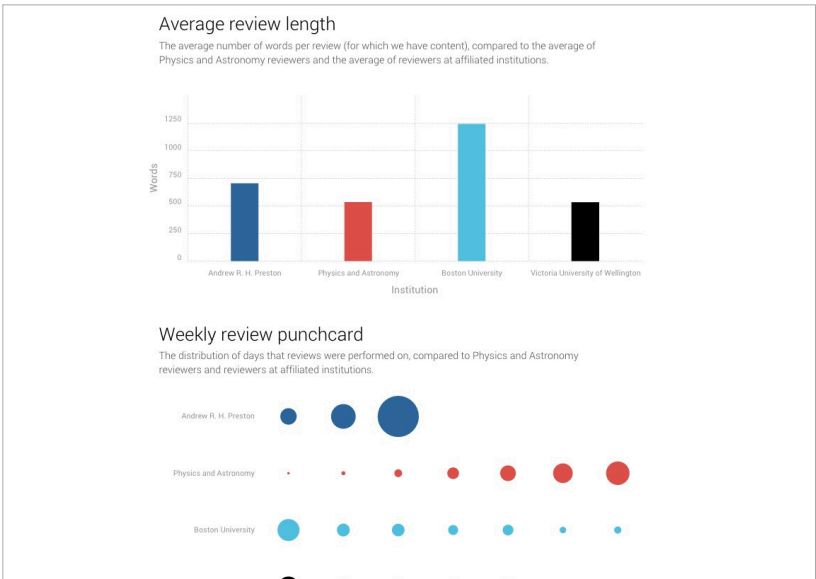 Average review length
The average number of words per review (for which we have content), compared to the average of
Physics and Astronomy reviewers and the average of reviewers at affiliated institutions.
1250
1000
750
500
250
0
Words
Andrew R. H. Preston
Physics and Astronomy
Boston University
Victoria University of Wellington
Institution
Weekly review punchcard
The distribution of days that reviews were performed on, compared to Physics and Astronomy
reviewers and reviewers at affiliated institutions.
Andrew R. H. Preston
Physics and Astronomy
Boston University